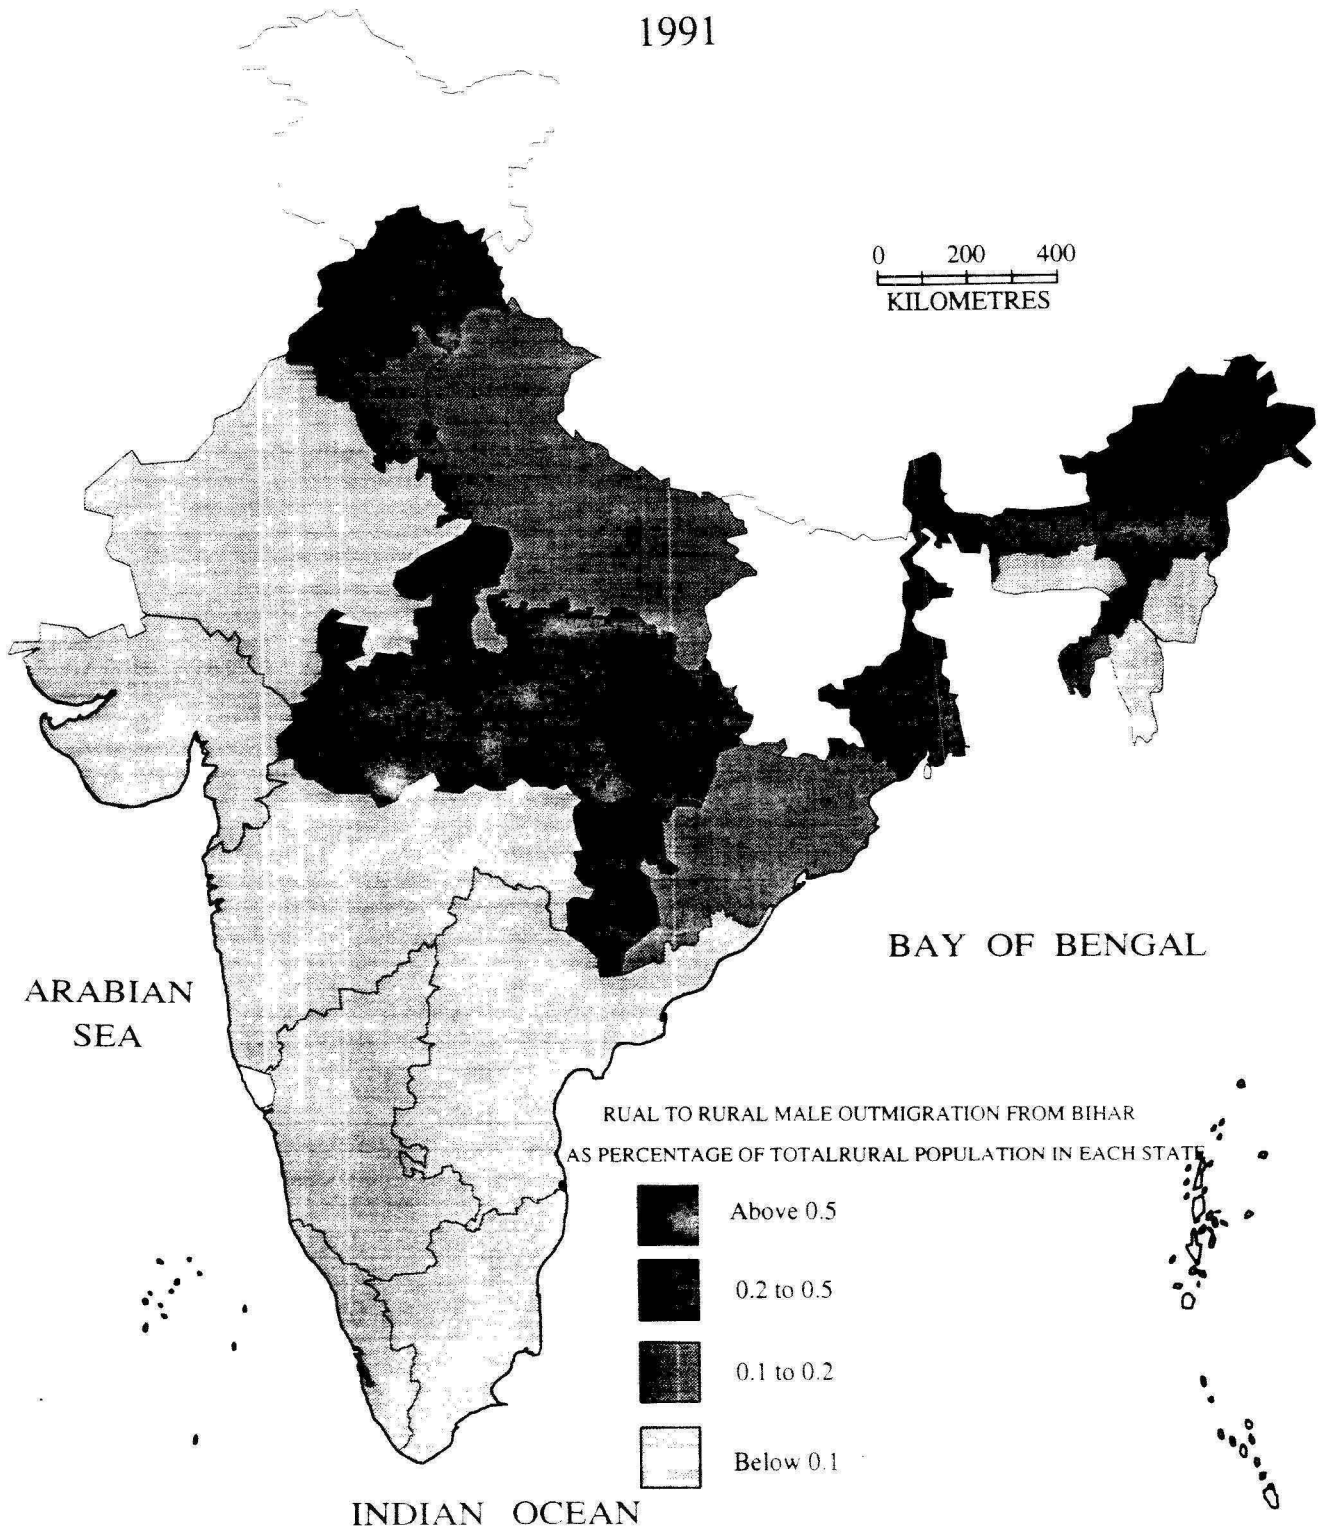 1991
0 200 400
KILOMETRES
BAY OF BENGAL
ARABIAN
SEA
RUAL TO RURAL MALE OUTMIGRATION FROM BIHAR
AS PERCENTAGE OF TOTALRURAL POPULATION IN EACH STATE
Above 0.5
0.2 to 0.5
0.1 to 0.2
Below 0.1
INDIAN OCEAN